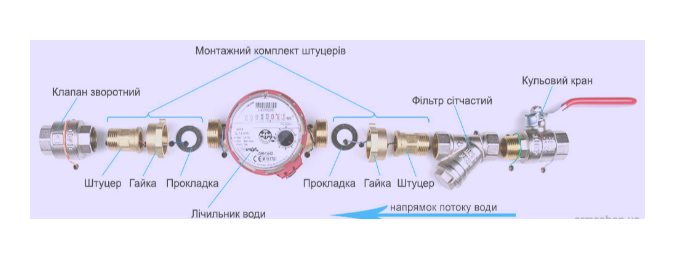 Монтажний комплект штуцерів
Клапан зворотний
Кульовий кран
Фільтр сітчастий
Штуцер Гайка Прокладка
Прокладка Гайка Штуцер
Лічильник води
напрямок потоку води